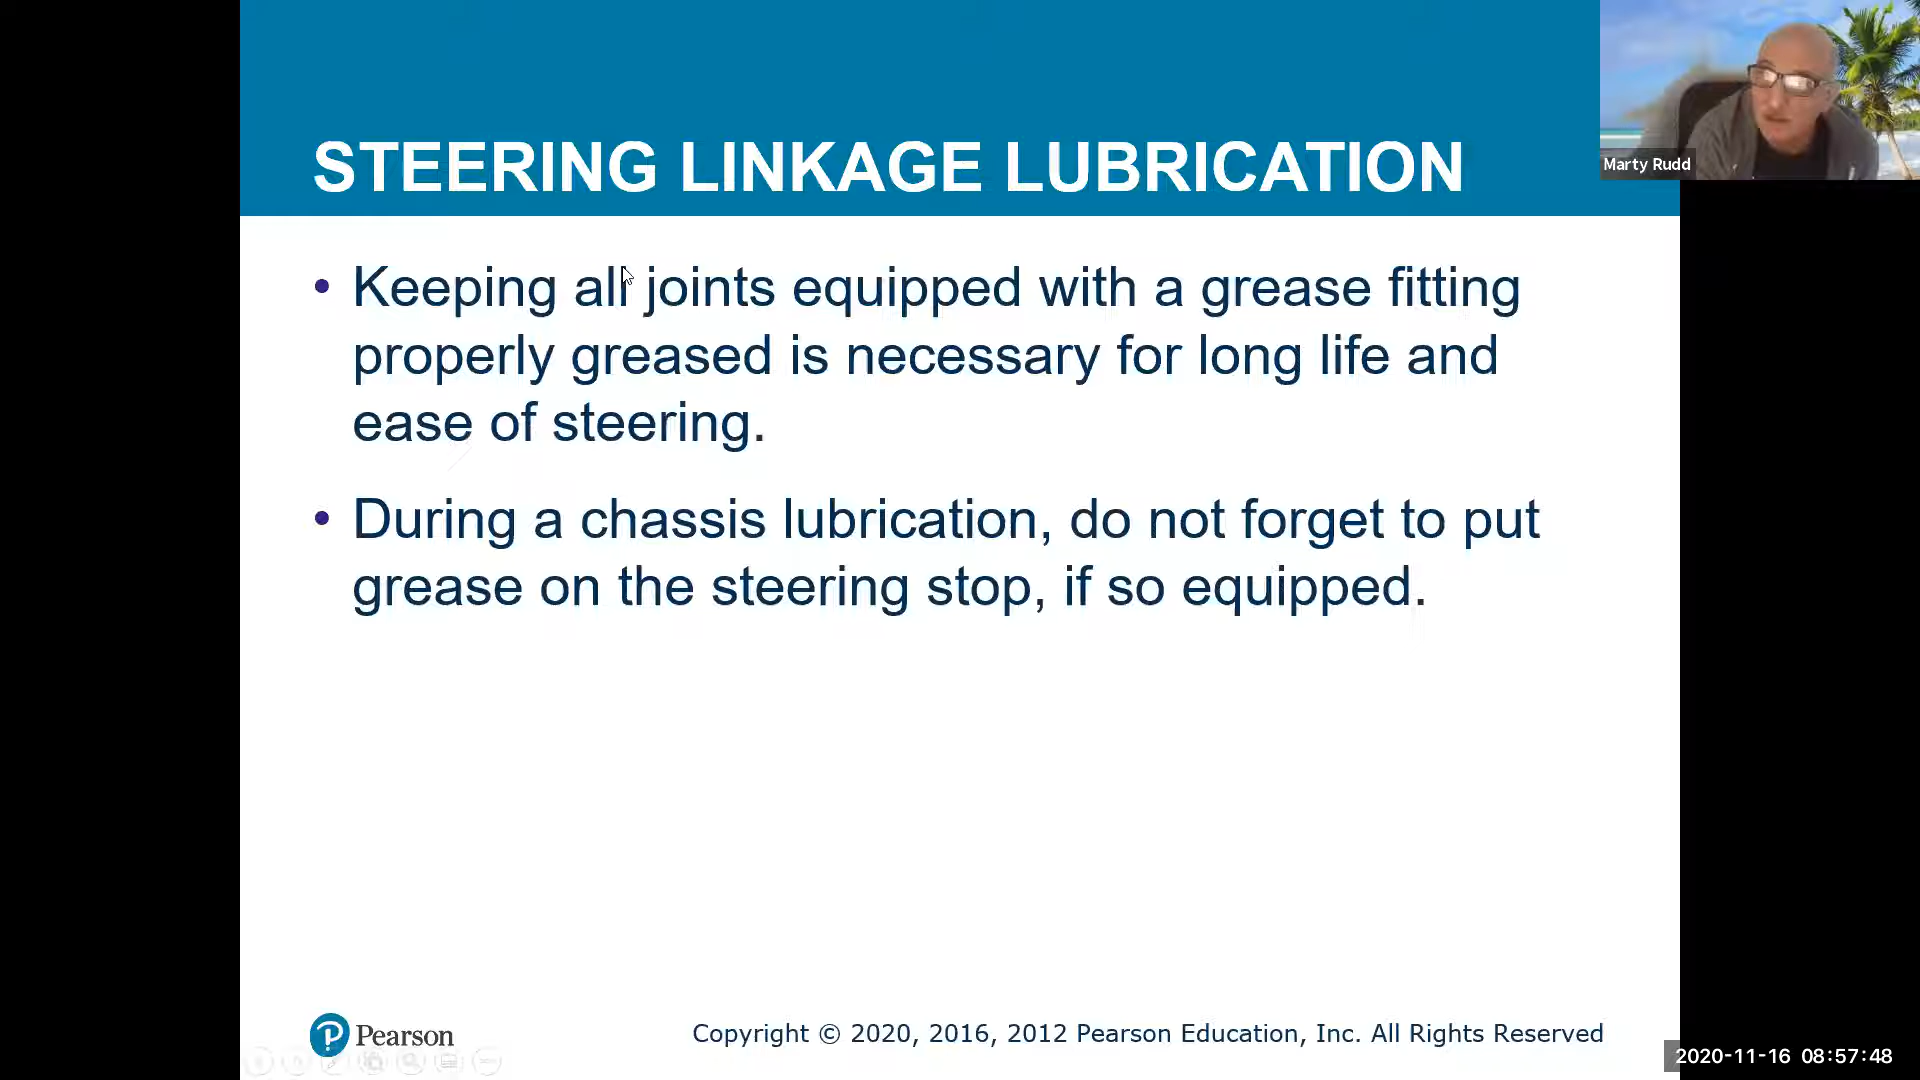 STEERING LINKAGE LUBRICATION
Marty Rudd
• Keeping all joints equipped with a grease fitting
properly greased is necessary for long life and
ease of steering.
• During a chassis lubrication, do not forget to put
grease on the steering stop, if so equipped.
Pearson
Copyright © 2020, 2016, 2012 Pearson Education, Inc. All Rights Reserved
2020-11-16 08:57:48